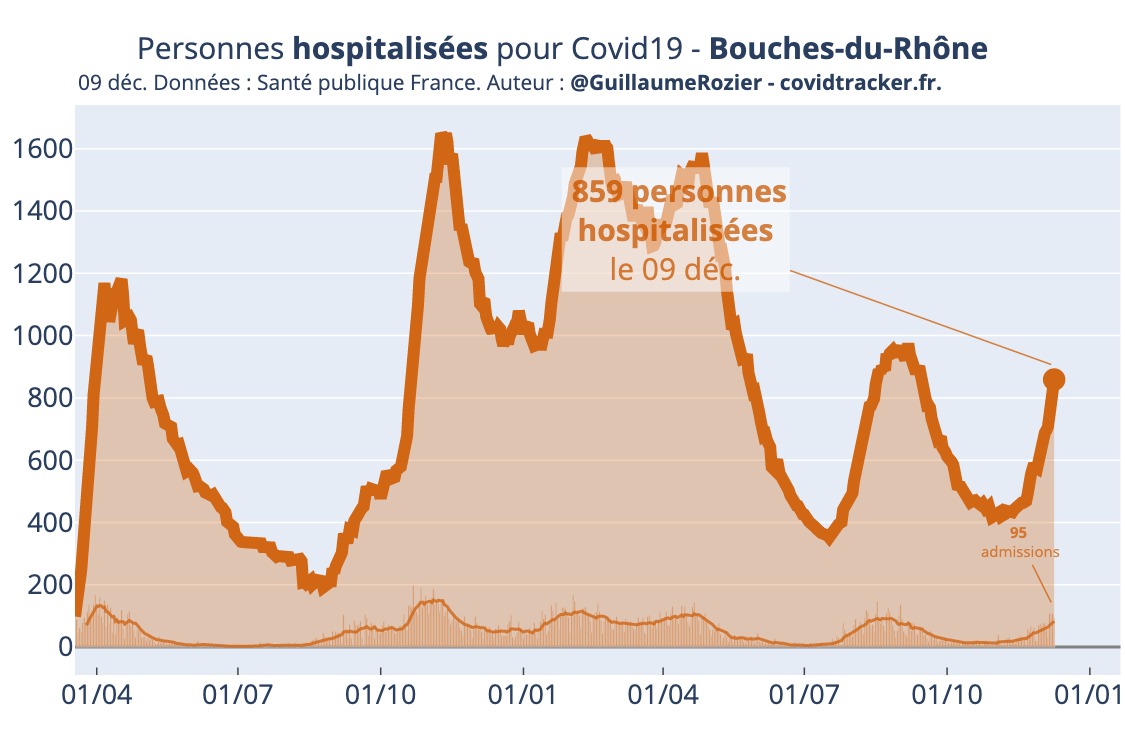 Personnes hospitalisées pour Covid19 - Bouches-du-Rhône
09 déc. Données : Santé publique France. Auteur : @GuillaumeRozier - covidtracker.fr.
1600
1400
1200
1000
800
600
400
200
0
859 personnes
hospitalisées
le 09 déc.
95
admissions
01/04 01/07 01/10 01/01 01/04 01/07 01/10 01/01